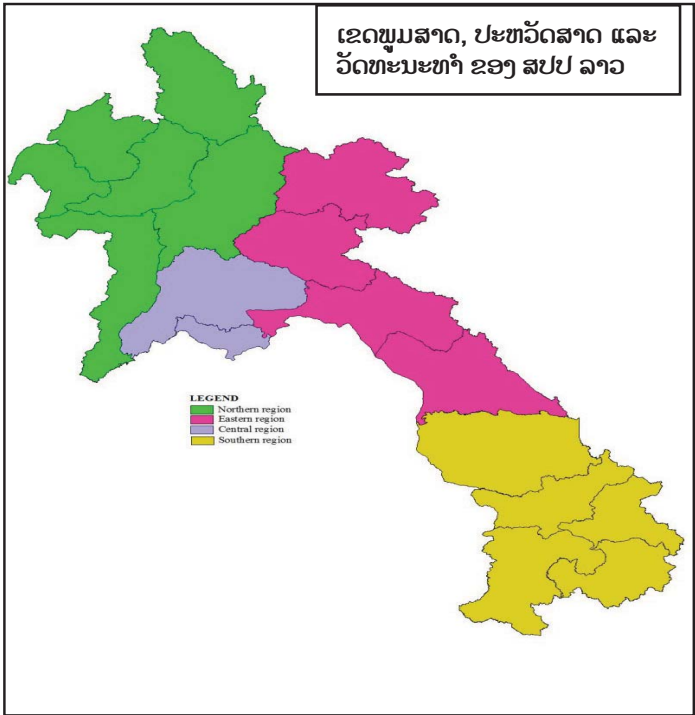 ເຂດພູມສາດ, ປະຫວັດສາດ ແລະ
ວັດທະນະທຳ ຂອງ ສປປ ລາວ
LEGEND
Northern region
Eastern region
Central region
Southern region